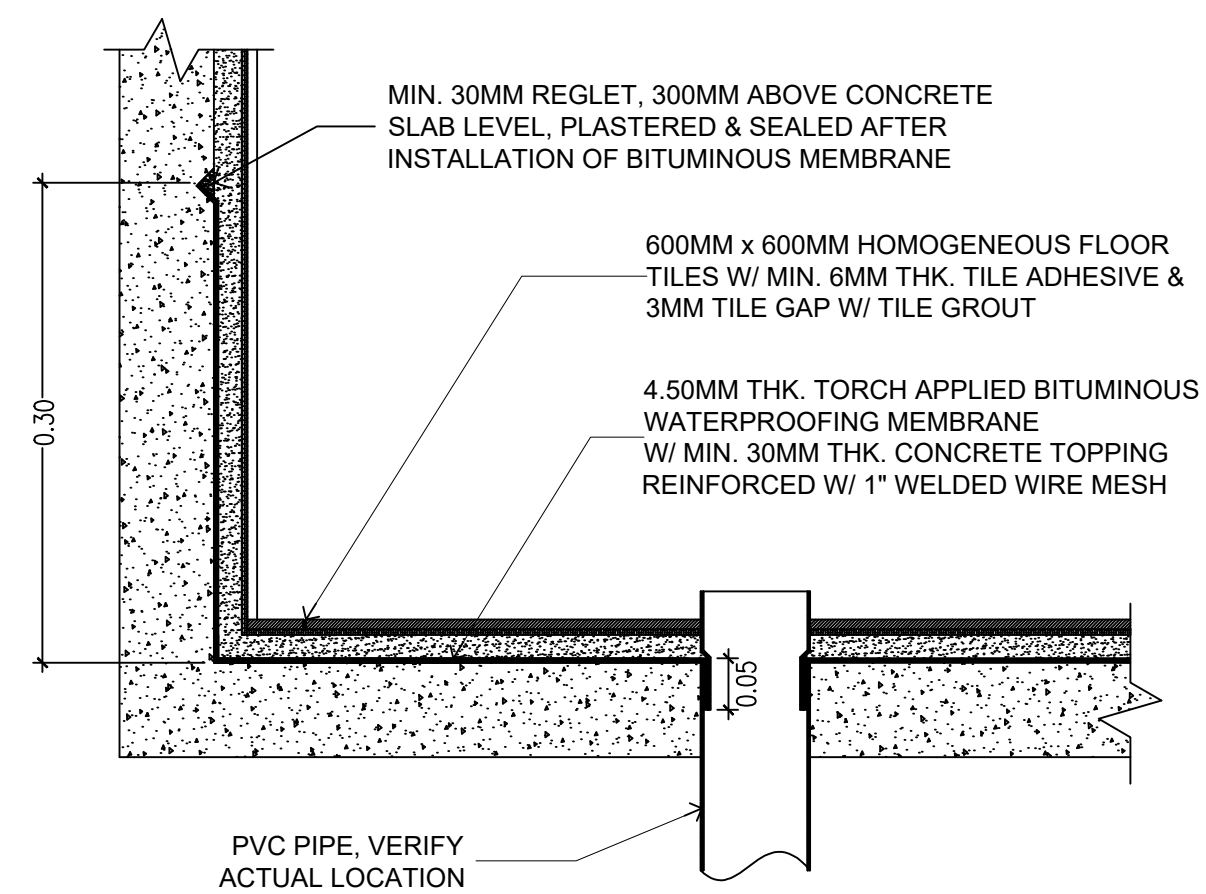 MIN. 30MM REGLET, 300MM ABOVE CONCRETE
SLAB LEVEL, PLASTERED & SEALED AFTER
INSTALLATION OF BITUMINOUS MEMBRANE
600MM x 600MM HOMOGENEOUS FLOOR
TILES W/ MIN. 6MM THK. TILE ADHESIVE &
3MM TILE GAP W/ TILE GROUT
4.50MM THK. TORCH APPLIED BITUMINOUS
WATERPROOFING MEMBRANE
W/ MIN. 30MM THK. CONCRETE TOPPING
REINFORCED W/ 1" WELDED WIRE MESH
0.30
0.05
PVC PIPE, VERIFY
ACTUAL LOCATION